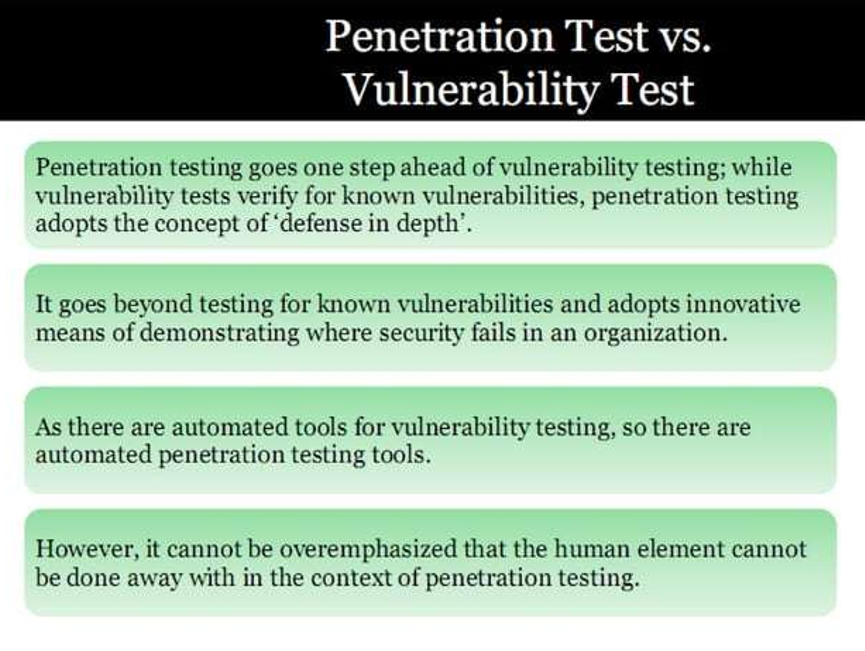 Penetration Test vs.
Vulnerability Test
Penetration testing goes one step ahead of vulnerability testing; while
vulnerability tests verify for known vulnerabilities, penetration testing
adopts the concept of ‘defense in depth’.
It goes beyond testing for known vulnerabilities and adopts innovative
means of demonstrating where security fails in an organization.
As there are automated tools for vulnerability testing, so there are
automated penetration testing tools.
However, it cannot be overemphasized that the human element cannot
be done away with in the context of penetration testing.